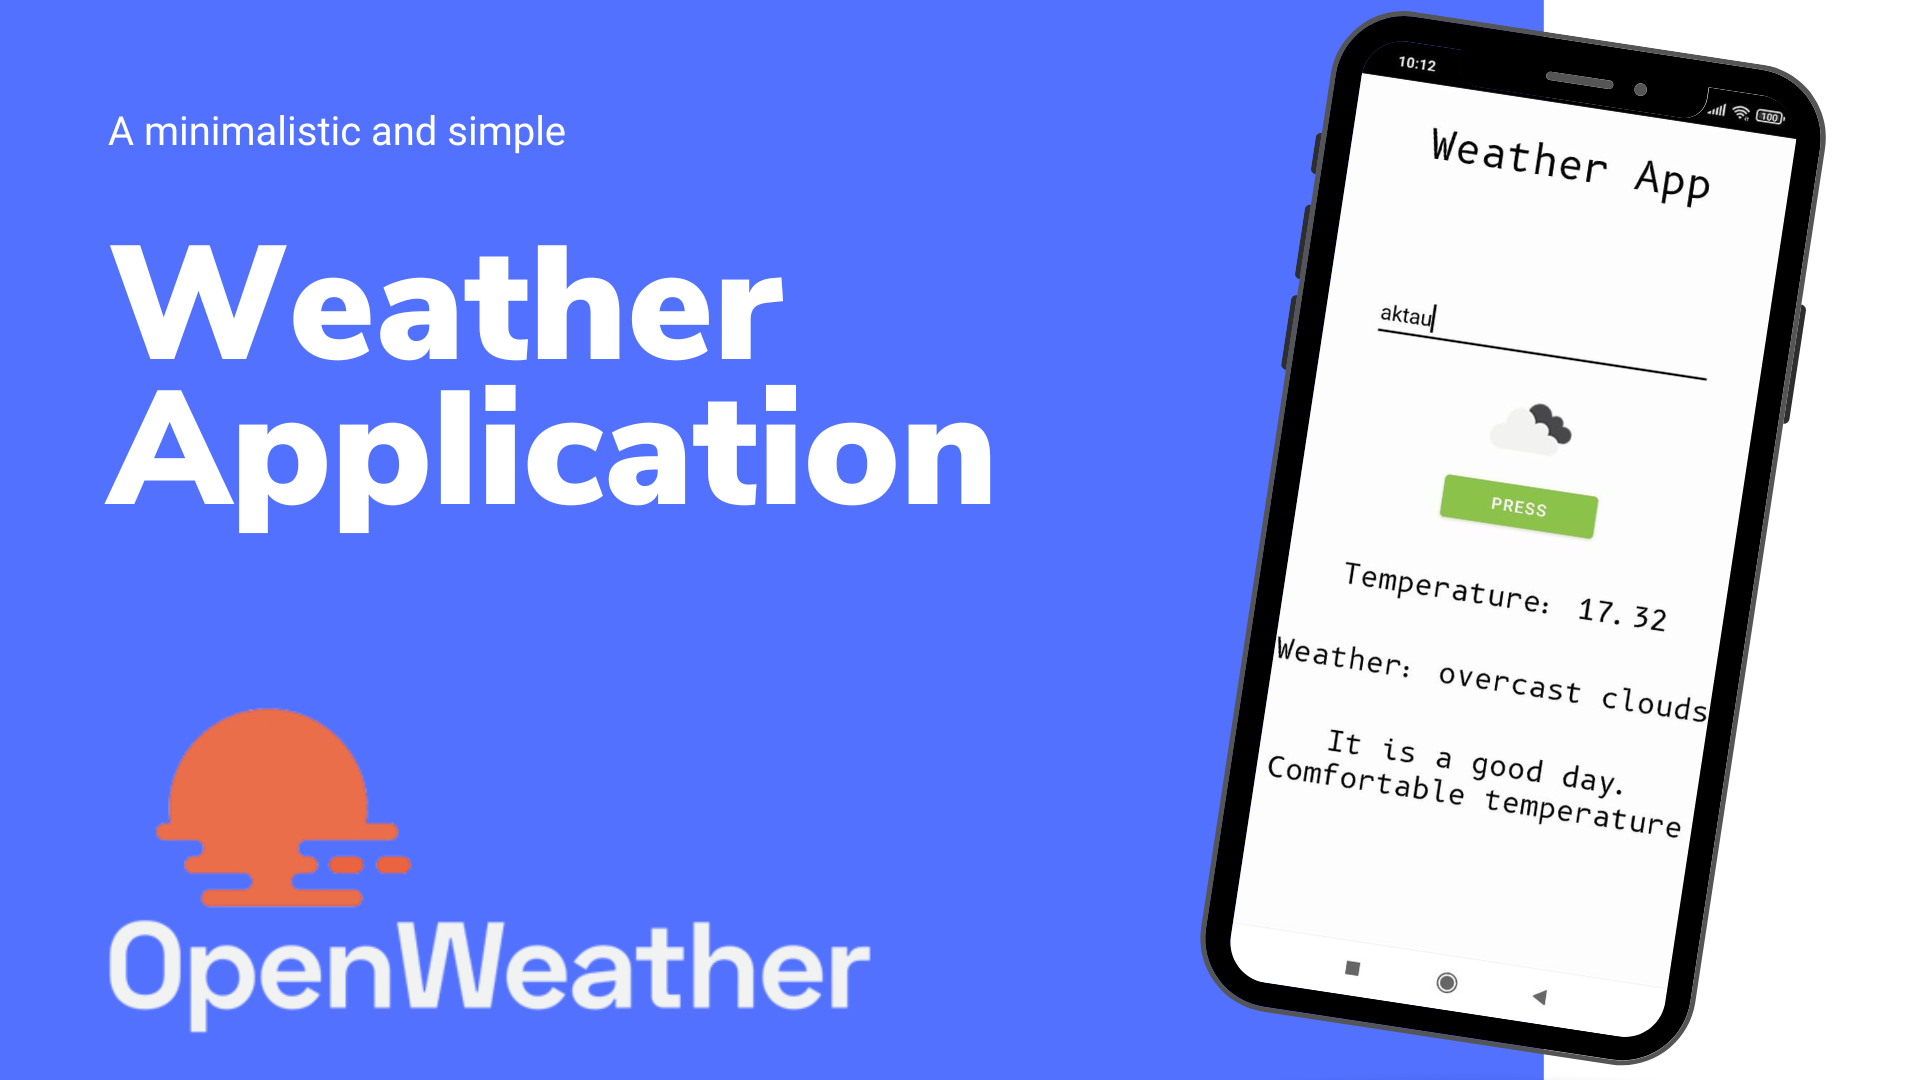 A minimalistic and simple
Weather
Application
OpenWeather
10:12
100
Weather App
aktau
PRESS
Temperature: 17.32
Weather: overcast clouds
It is a good day.
Comfortable temperature